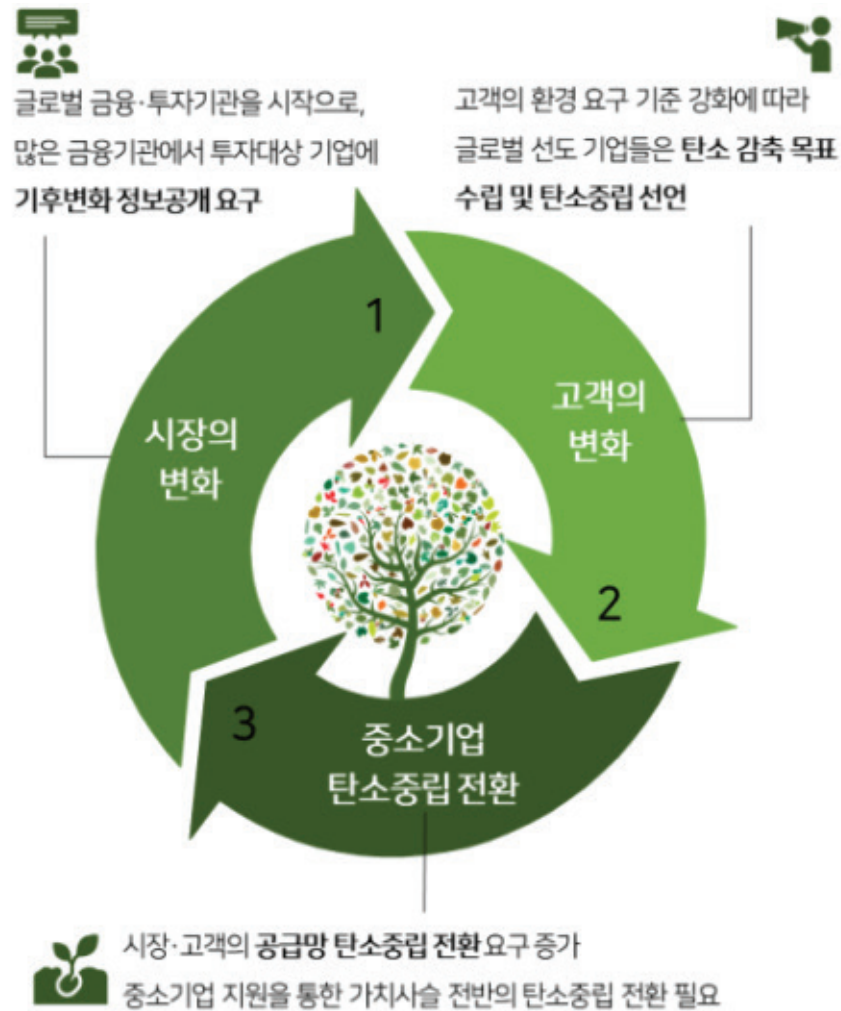 글로벌 금융·투자기관을 시작으로,
많은 금융기관에서 투자대상 기업에
기후변화 정보공개 요구
고객의 환경 요구 기준 강화에 따라
글로벌 선도 기업들은 탄소 감축 목표
수립 및 탄소중립 선언
1
시장의
변화
고객의
변화
2
3
중소기업
탄소중립 전환
시장·고객의 공급망 탄소중립 전환 요구 증가
중소기업 지원을 통한 가치사슬 전반의 탄소중립 전환 필요